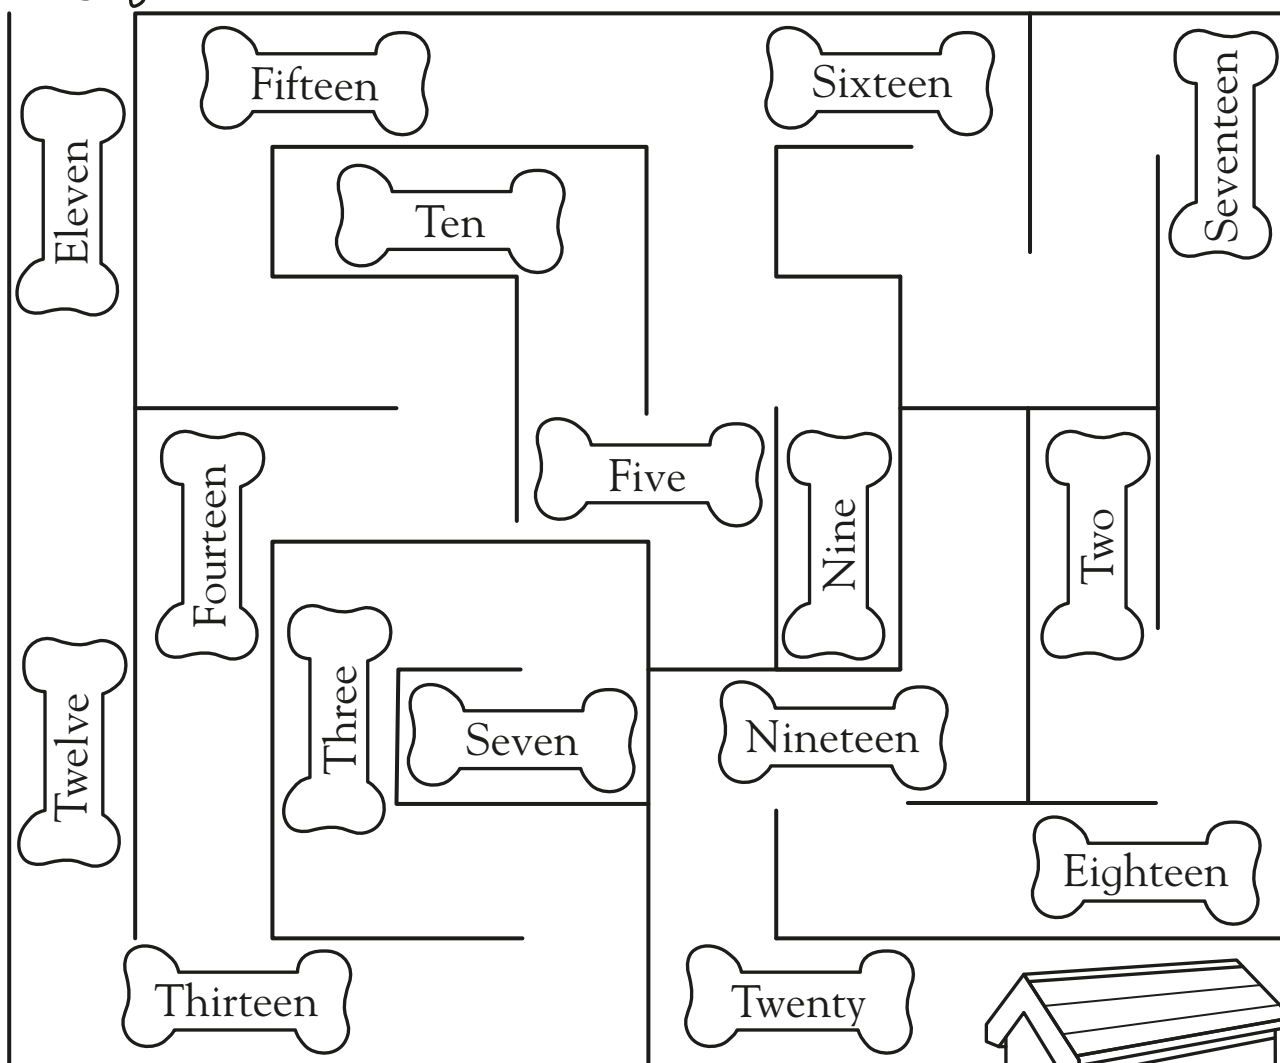 Fifteen
Sixteen
Seventeen
Eleven
Ten
Five
Fourteen
Nine
Two
Three
Twelve
Seven
Nineteen
Eighteen
Thirteen
Twenty